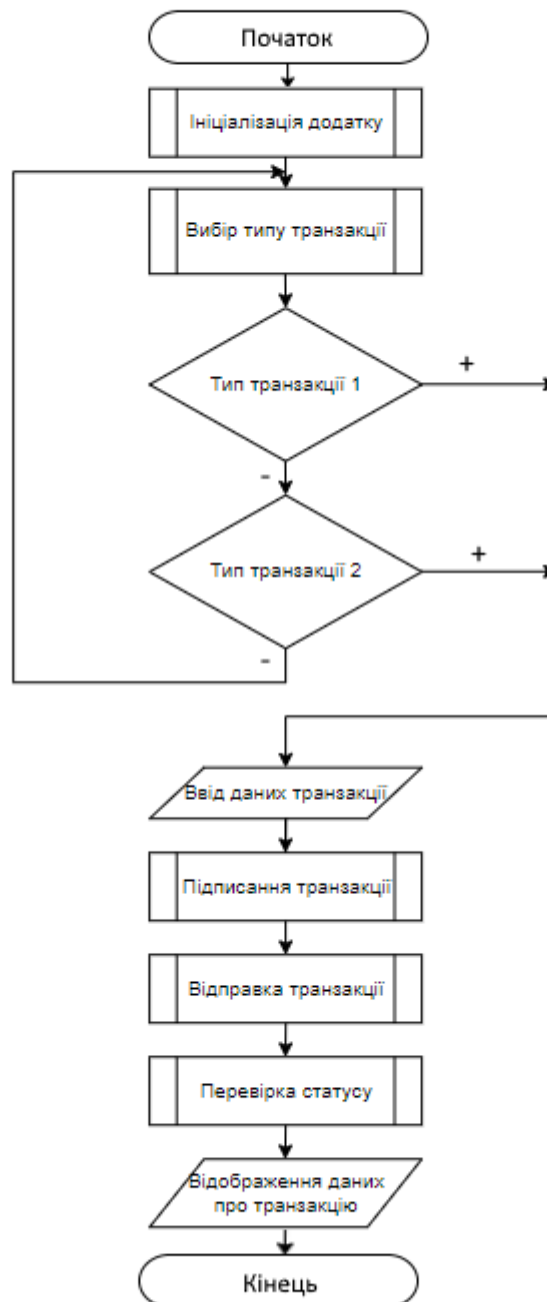 Початок
Ініціалізація додатку
Вибір типу транзакції
Тип транзакції 1
+
-
Тип транзакції 2
+
-
Ввід даних транзакції
Підписання транзакції
Відправка транзакції
Перевірка статусу
Відображення даних
про транзакцію
Кінець